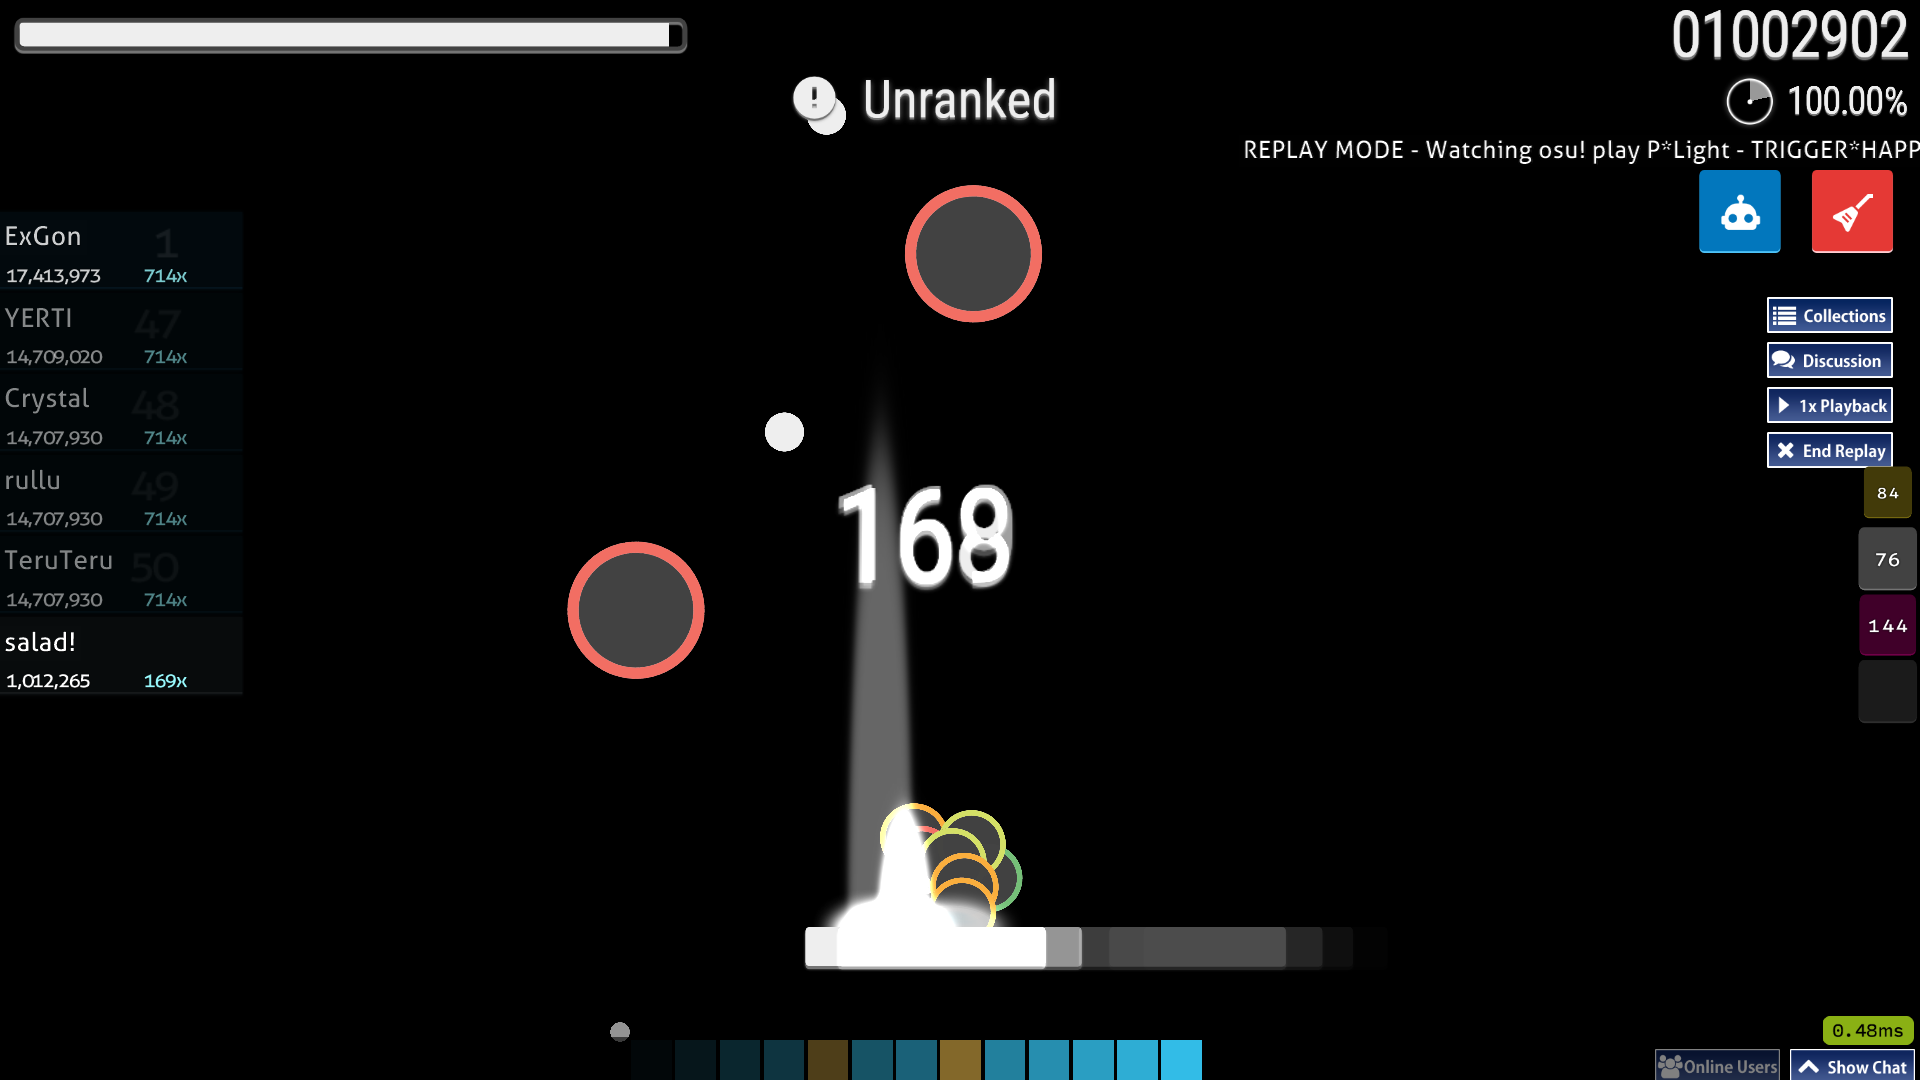 01002902
! Unranked
100.00%
REPLAY MODE - Watching osu! play P*Light - TRIGGER*HAPP
ExGon 1
17,413,973 714x
YERTI 47
14,709,020 714x
Crystal 48
14,707,930 714x
rullu 49
14,707,930 714x
TeruTeru 50
14,707,930 714x
salad!
1,012,265 169x
Collections
Discussion
1x Playback
End Replay
84
76
144
168
0.48ms
Online Users
Show Chat